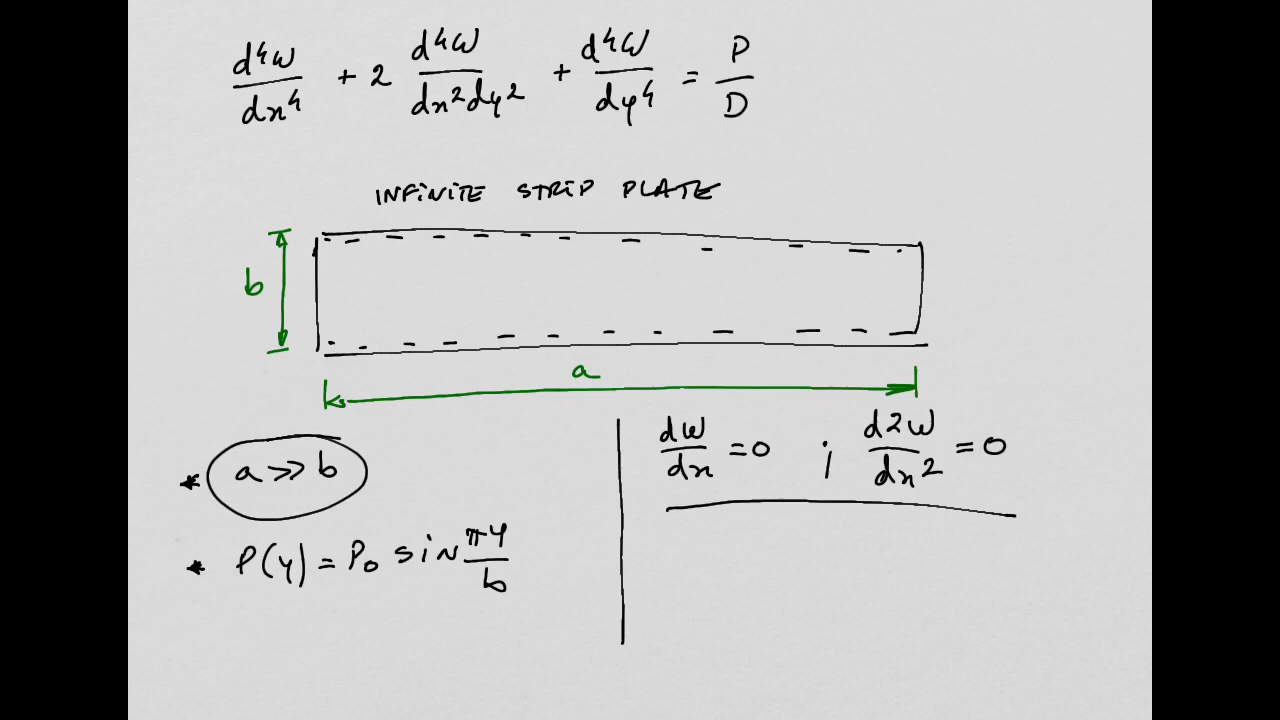 d⁴w/dx⁴ + 2 d⁴w/dx²dy² + d⁴w/dy⁴ = P/D
INFINITE STRIP PLATE
b
a
* a >> b
* P(y) = P₀ sin πy/b
dw/dx = 0 ; d2w/dx² = 0